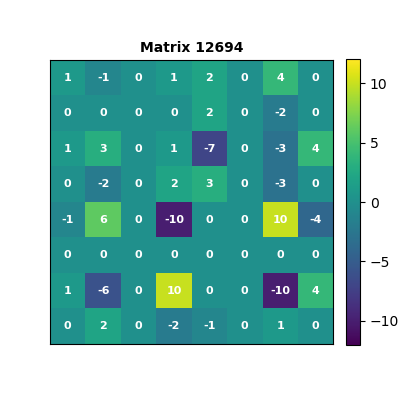 Matrix 12694
1 -1 0 1 2 0 4 0
0 0 0 0 2 0 -2 0
1 3 0 1 -7 0 -3 4
0 -2 0 2 3 0 -3 0
-1 6 0 -10 0 0 10 -4
0 0 0 0 0 0 0 0
1 -6 0 10 0 0 -10 4
0 2 0 -2 -1 0 1 0
10
5
0
−5
−10